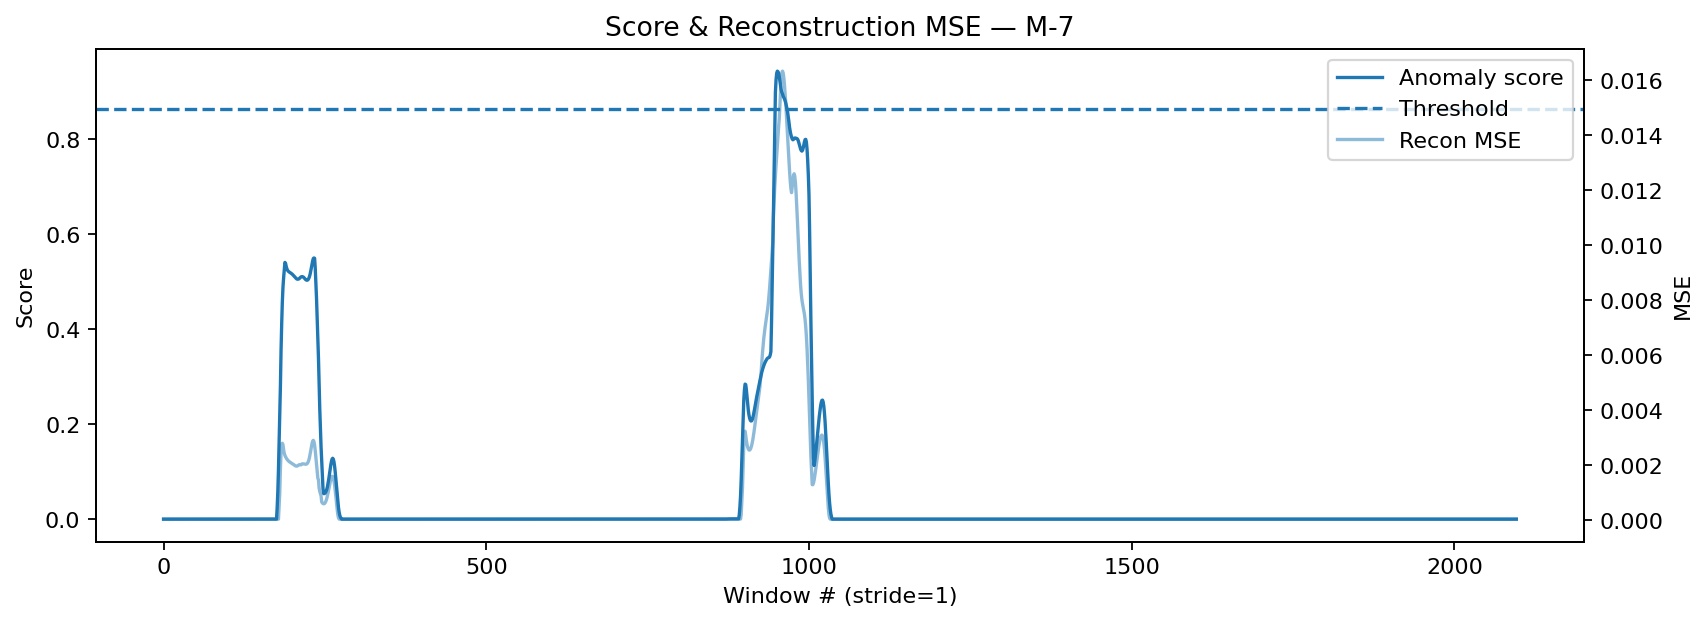 Score & Reconstruction MSE — M-7
Anomaly score
Threshold
Recon MSE
Score
0.8
0.6
0.4
0.2
0.0
0.016
0.014
0.012
0.010
0.008
0.006
0.004
0.002
0.000
MSE
0 500 1000 1500 2000
Window # (stride=1)